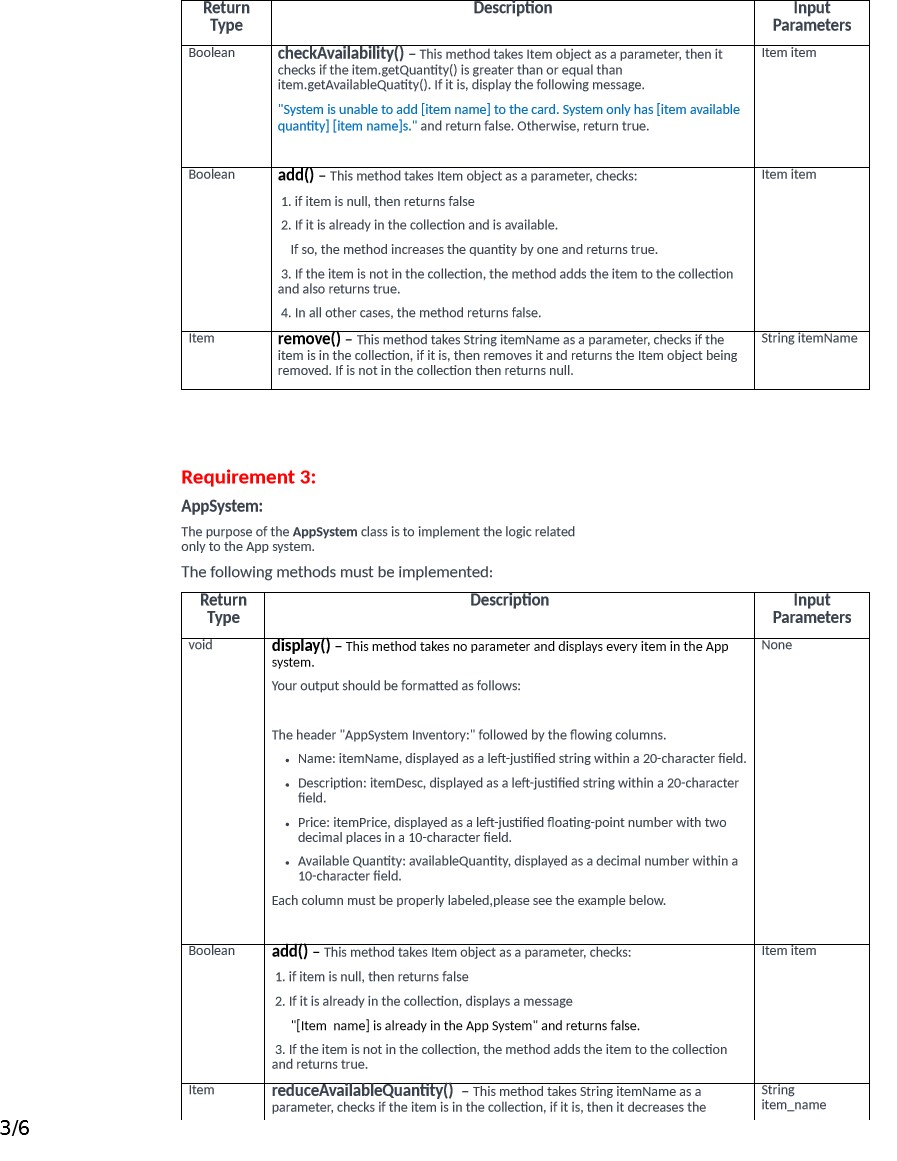 Return
Type
Description
Input
Parameters
Boolean
checkAvailability() – This method takes Item object as a parameter, then it
checks if the item.getQuantity() is greater than or equal than
item.getAvailableQuatity(). If it is, display the following message.
"System is unable to add [item name] to the card. System only has [item available
quantity] [item name]s." and return false. Otherwise, return true.
Item item
Boolean
add() – This method takes Item object as a parameter, checks:
1. if item is null, then returns false
2. If it is already in the collection and is available.
If so, the method increases the quantity by one and returns true.
3. If the item is not in the collection, the method adds the item to the collection
and also returns true.
4. In all other cases, the method returns false.
Item item
Item
remove() – This method takes String itemName as a parameter, checks if the
item is in the collection, if it is, then removes it and returns the Item object being
removed. If is not in the collection then returns null.
String itemName
Requirement 3:
AppSystem:
The purpose of the AppSystem class is to implement the logic related
only to the App system.
The following methods must be implemented:
Return
Type
Description
Input
Parameters
void
display() – This method takes no parameter and displays every item in the App
system.
Your output should be formatted as follows:
The header "AppSystem Inventory:" followed by the flowing columns.
• Name: itemName, displayed as a left-justified string within a 20-character field.
• Description: itemDesc, displayed as a left-justified string within a 20-character
field.
• Price: itemPrice, displayed as a left-justified floating-point number with two
decimal places in a 10-character field.
• Available Quantity: availableQuantity, displayed as a decimal number within a
10-character field.
Each column must be properly labeled,please see the example below.
None
Boolean
add() – This method takes Item object as a parameter, checks:
1. if item is null, then returns false
2. If it is already in the collection, displays a message
"[Item name] is already in the App System" and returns false.
3. If the item is not in the collection, the method adds the item to the collection
and returns true.
Item item
Item
reduceAvailableQuantity() – This method takes String itemName as a
parameter, checks if the item is in the collection, if it is, then it decreases the
String
item_name
3/6